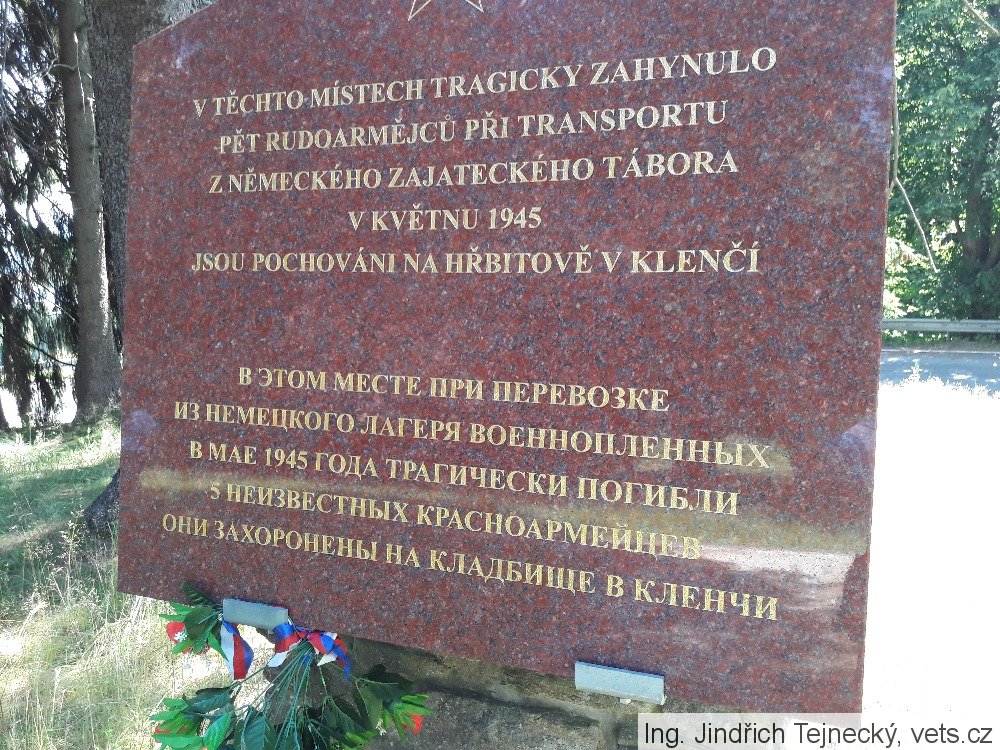 V TĚCHTO MÍSTECH TRAGICKY ZAHYNULO
PĚT RUDOARMĚJCŮ PŘI TRANSPORTU
Z NĚMECKÉHO ZAJATECKÉHO TÁBORA
V KVĚTNU 1945
JSOU POCHOVÁNI NA HŘBITOVĚ V KLENČÍ
В ЭТОМ МЕСТЕ ПРИ ПЕРЕВОЗКЕ
ИЗ НЕМЕЦКОГО ЛАГЕРЯ ВОЕННОПЛЕННЫХ
В МАЕ 1945 ГОДА ТРАГИЧЕСКИ ПОГИБЛИ
5 НЕИЗВЕСТНЫХ КРАСНОАРМЕЙЦЕВ
ОНИ ЗАХОРОНЕНЫ НА КЛАДБИЩЕ В КЛЕНЧИ
Ing. Jindřich Tejnecký, vets.cz